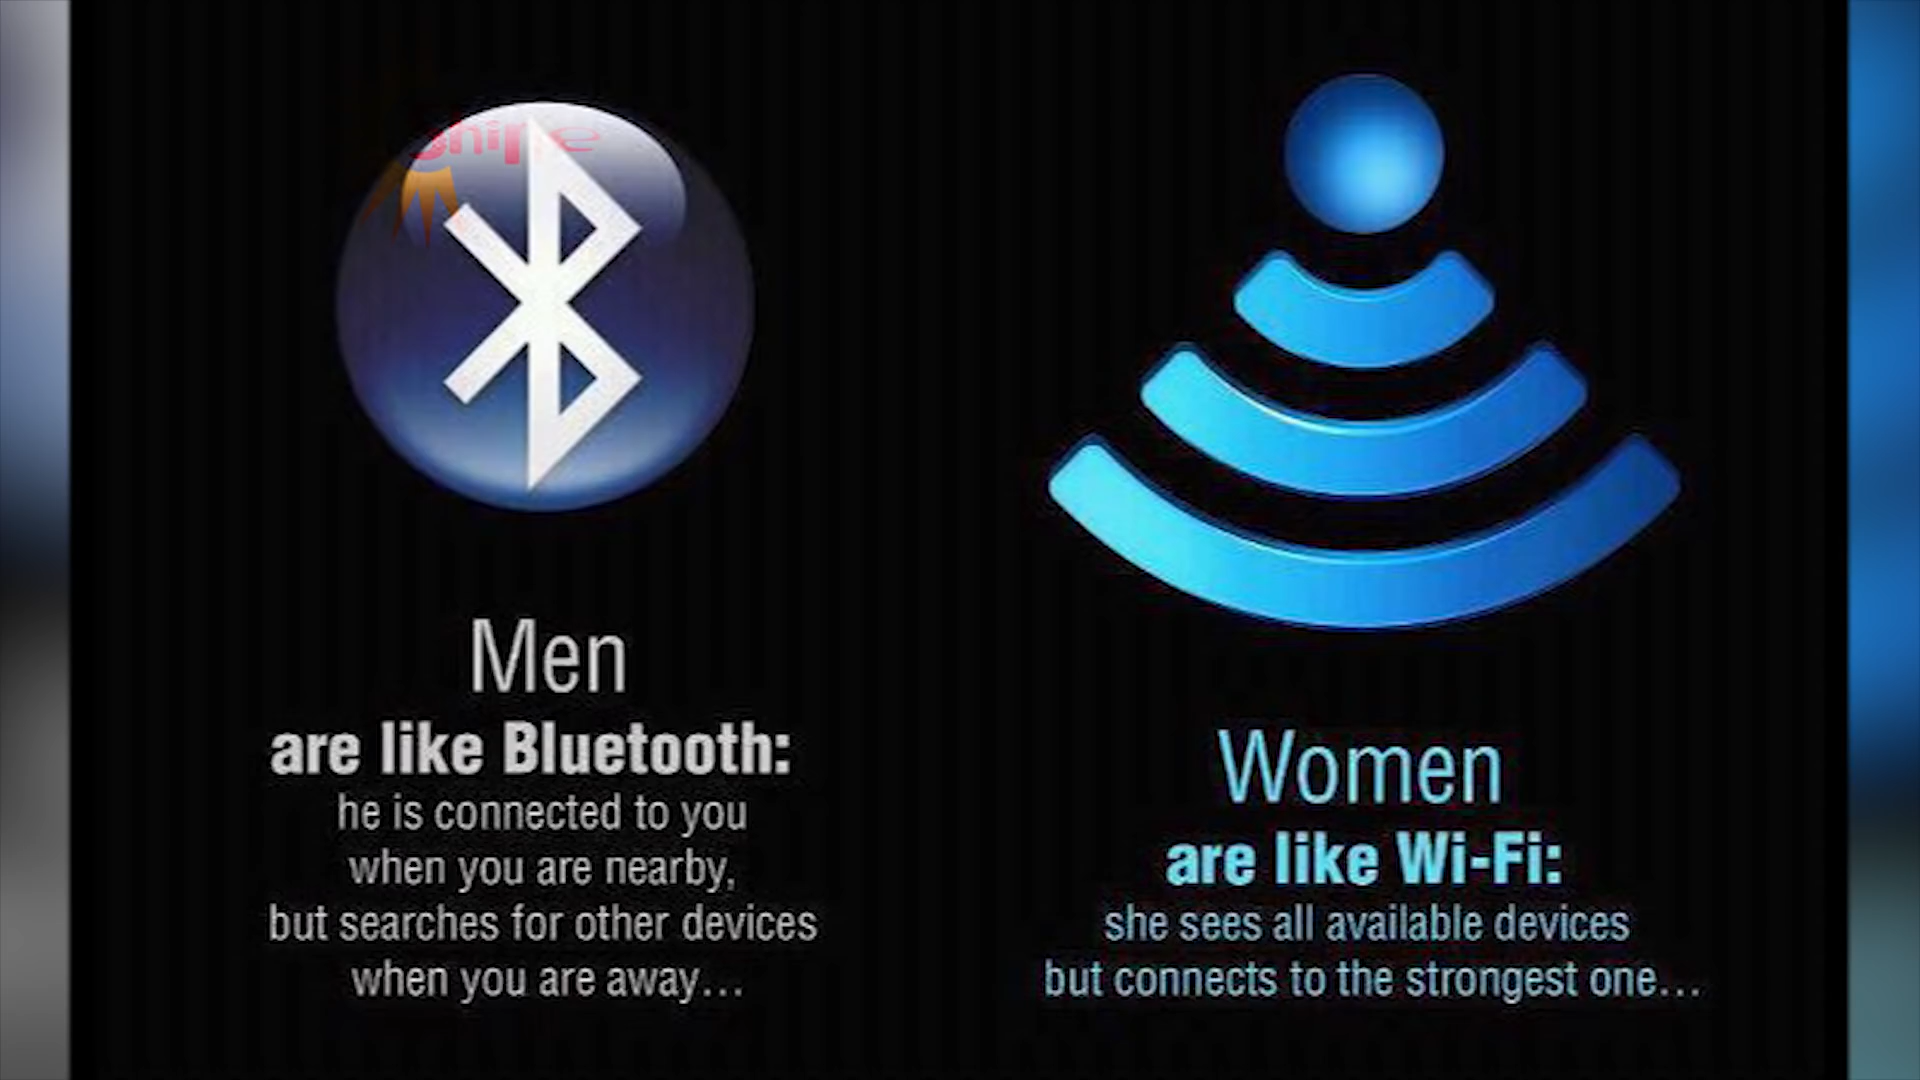 shine
Men
are like Bluetooth:
he is connected to you
when you are nearby,
but searches for other devices
when you are away...
Women
are like Wi-Fi:
she sees all available devices
but connects to the strongest one...